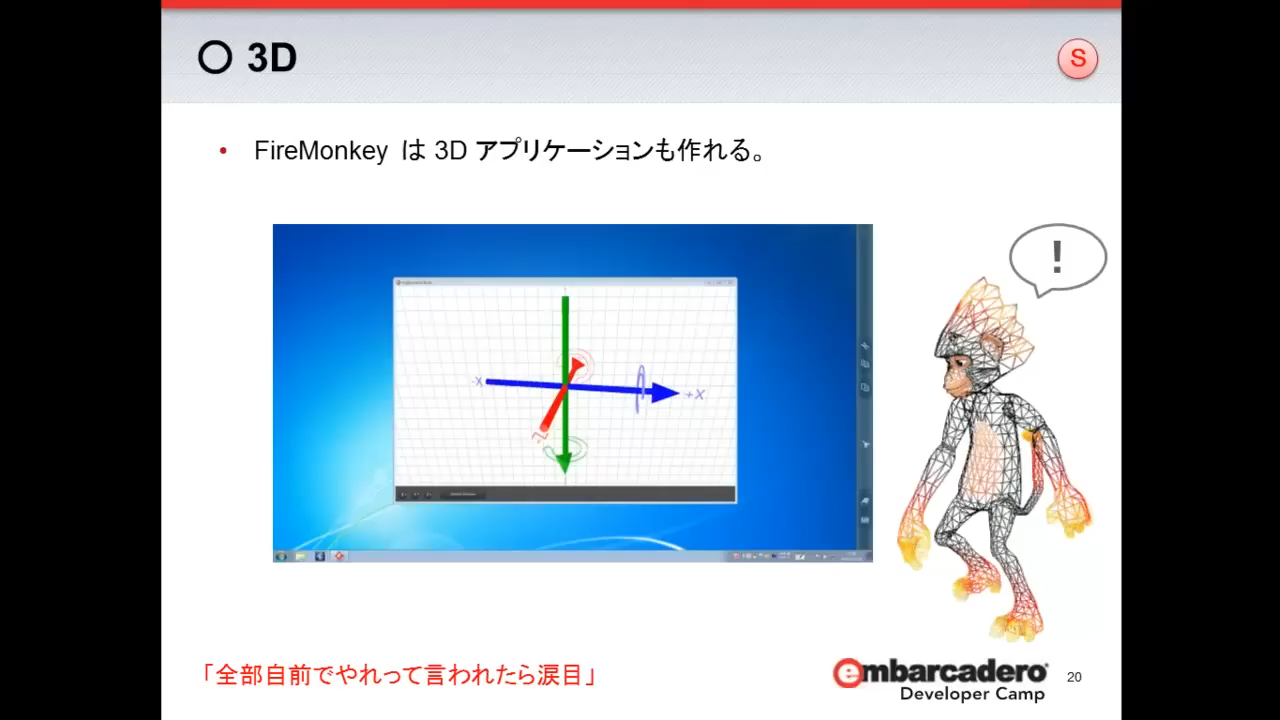 〇 3D
S
• FireMonkey は 3D アプリケーションも作れる。
!
-X
+X
-Z
「全部自前でやれって言われたら涙目」
embarcadero
Developer Camp
20